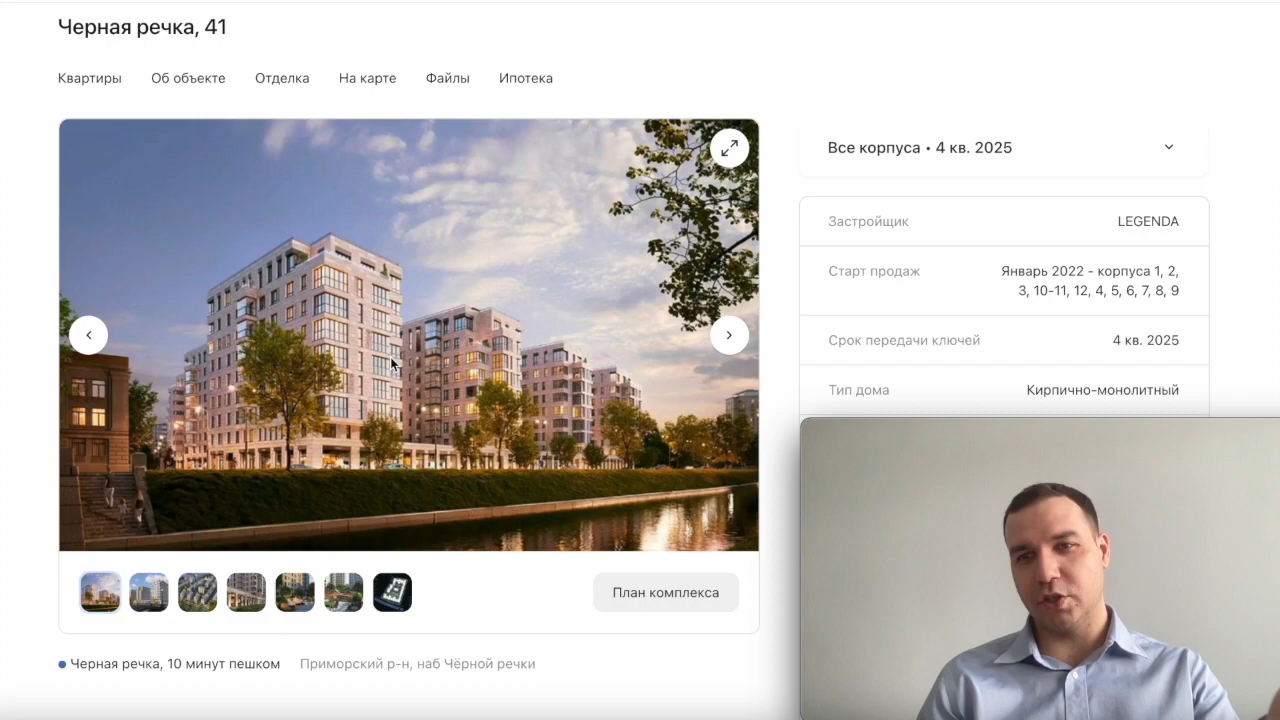 Черная речка, 41
Квартиры Об объекте Отделка На карте Файлы Ипотека
Все корпуса • 4 кв. 2025
Застройщик LEGENDA
Старт продаж Январь 2022 - корпуса 1, 2,
3, 10-11, 12, 4, 5, 6, 7, 8, 9
Срок передачи ключей 4 кв. 2025
Тип дома Кирпично-монолитный
План комплекса
Черная речка, 10 минут пешком Приморский р-н, наб Чёрной речки